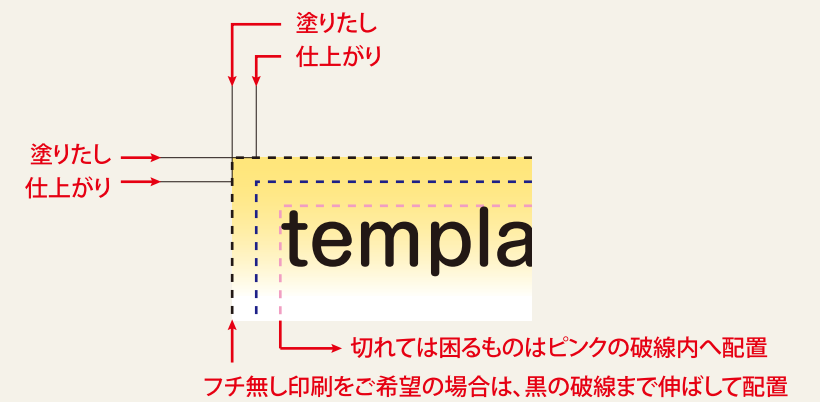 塗りたし
仕上がり
塗りたし
仕上がり
templa
切れては困るものはピンクの破線内へ配置
フチ無し印刷をご希望の場合は、黒の破線まで伸ばして配置